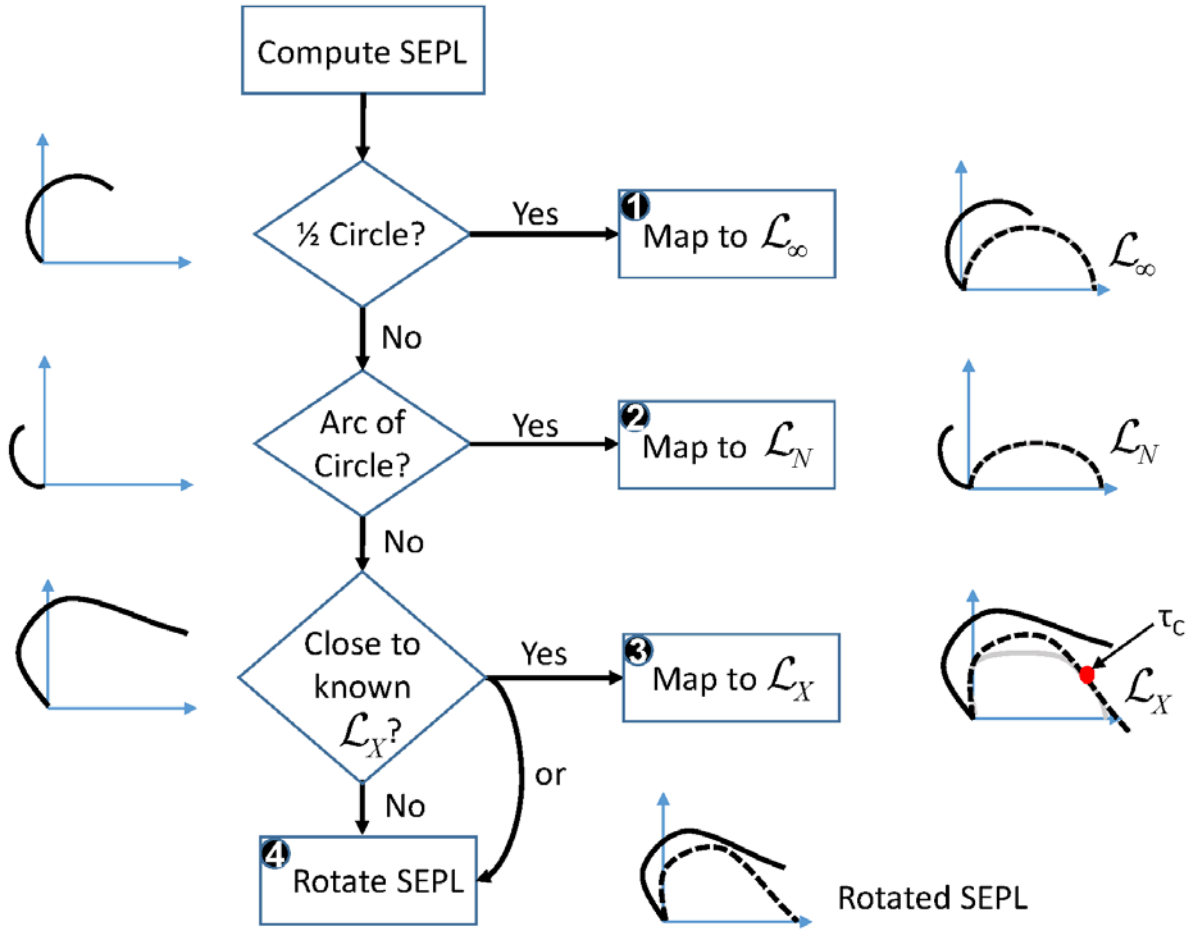 Compute SEPL
½ Circle?
Yes
1
Map to ℒ∞
ℒ∞
No
Arc of
Circle?
Yes
2
Map to ℒN
ℒN
No
Close to
known
ℒX?
Yes
3
Map to ℒX
τC
ℒX
or
No
4
Rotate SEPL
Rotated SEPL